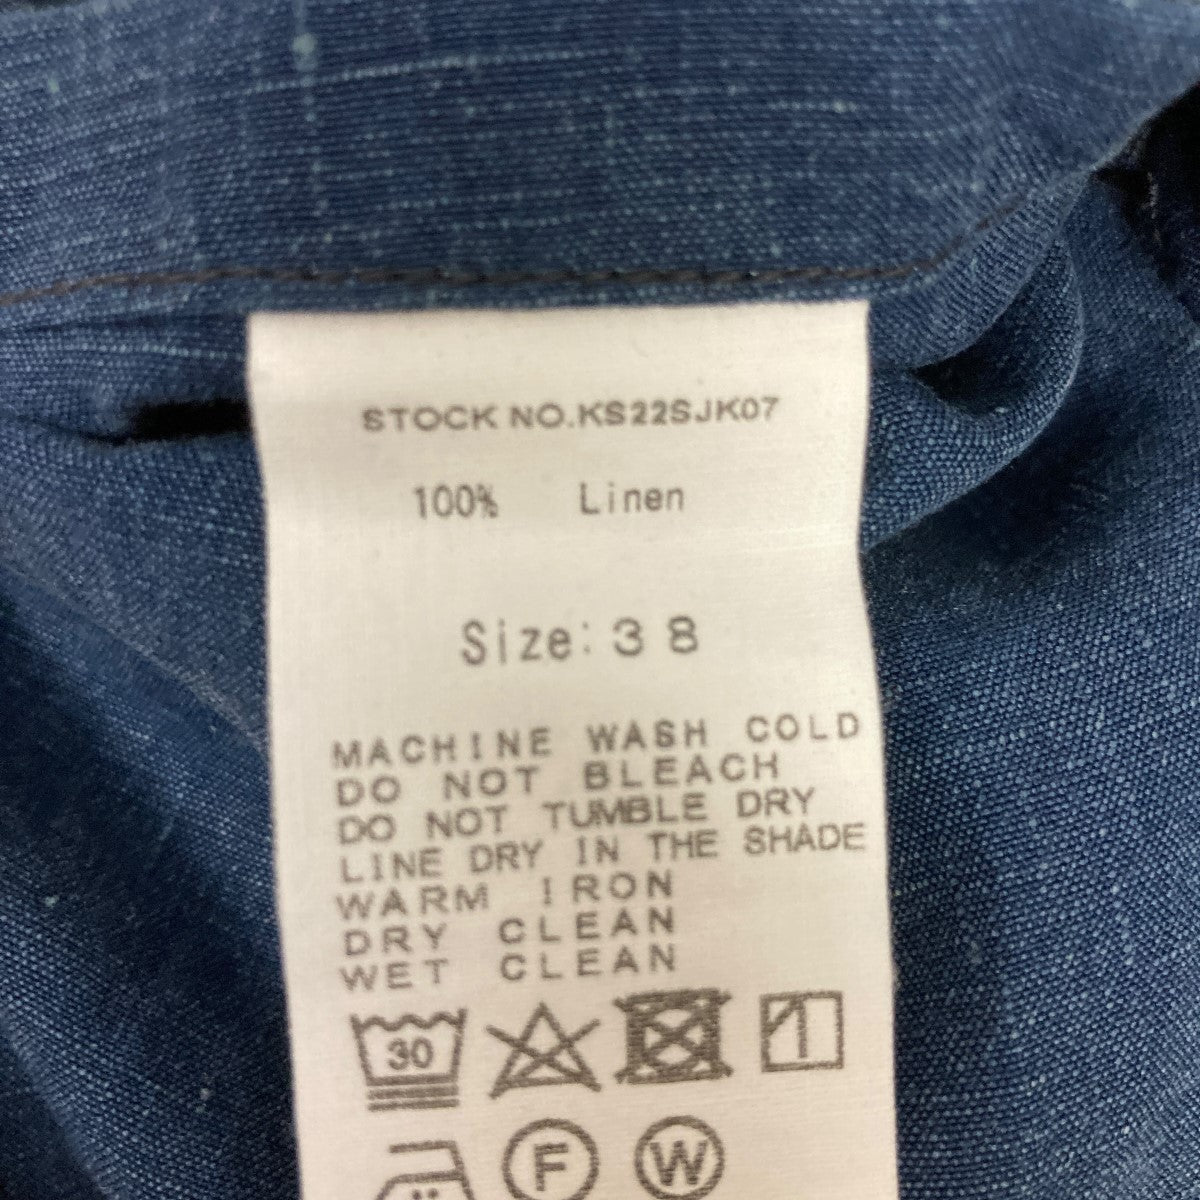 STOCK NO.KS22SJK07
100% Linen
Size:38
MACHINE WASH COLD
DO NOT BLEACH
DO NOT TUMBLE DRY
LINE DRY IN THE SHADE
WARM IRON
DRY CLEAN
WET CLEAN
30
F W